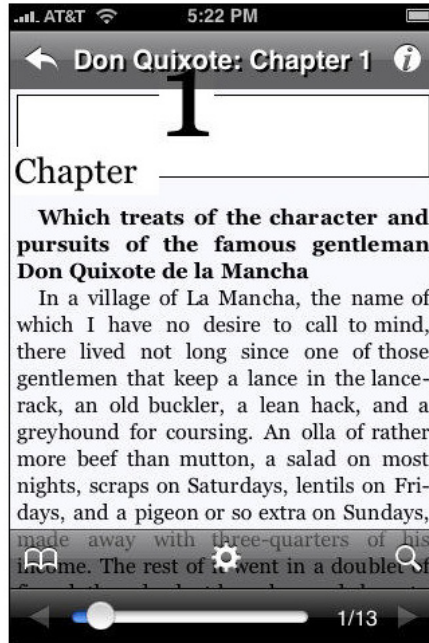 AT&T 5:22 PM
Don Quixote: Chapter 1
1
Chapter
Which treats of the character and
pursuits of the famous gentleman
Don Quixote de la Mancha
In a village of La Mancha, the name of
which I have no desire to call to mind,
there lived not long since one of those
gentlemen that keep a lance in the lance-
rack, an old buckler, a lean hack, and a
greyhound for coursing. An olla of rather
more beef than mutton, a salad on most
nights, scraps on Saturdays, lentils on Fri-
days, and a pigeon or so extra on Sundays,
made away with three-quarters of his
income. The rest of it went in a doublet of
1/13